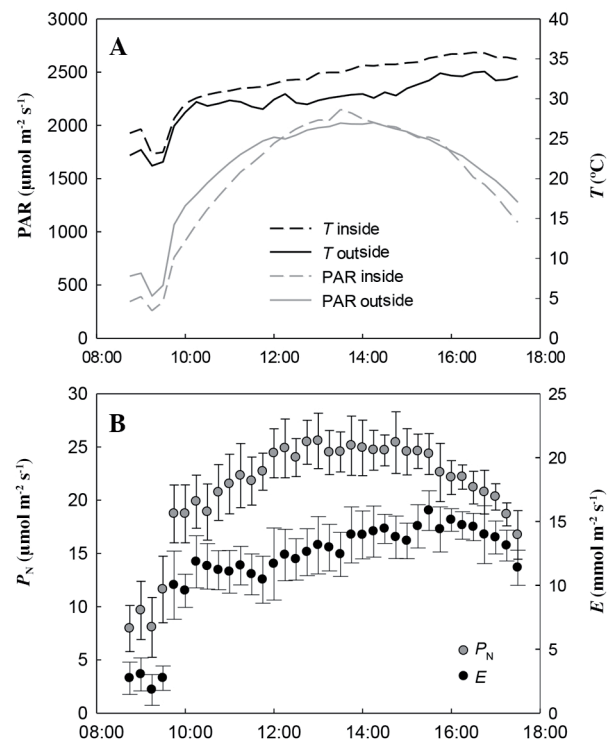 A
PAR (µmol m⁻² s⁻¹)
3000
2500
2000
1500
1000
500
0
T (ºC)
40
35
30
25
20
15
10
5
0
T inside
T outside
PAR inside
PAR outside
08:00 10:00 12:00 14:00 16:00 18:00
B
P_N (µmol m⁻² s⁻¹)
30
25
20
15
10
5
0
E (mmol m⁻² s⁻¹)
25
20
15
10
5
0
P_N
E
08:00 10:00 12:00 14:00 16:00 18:00